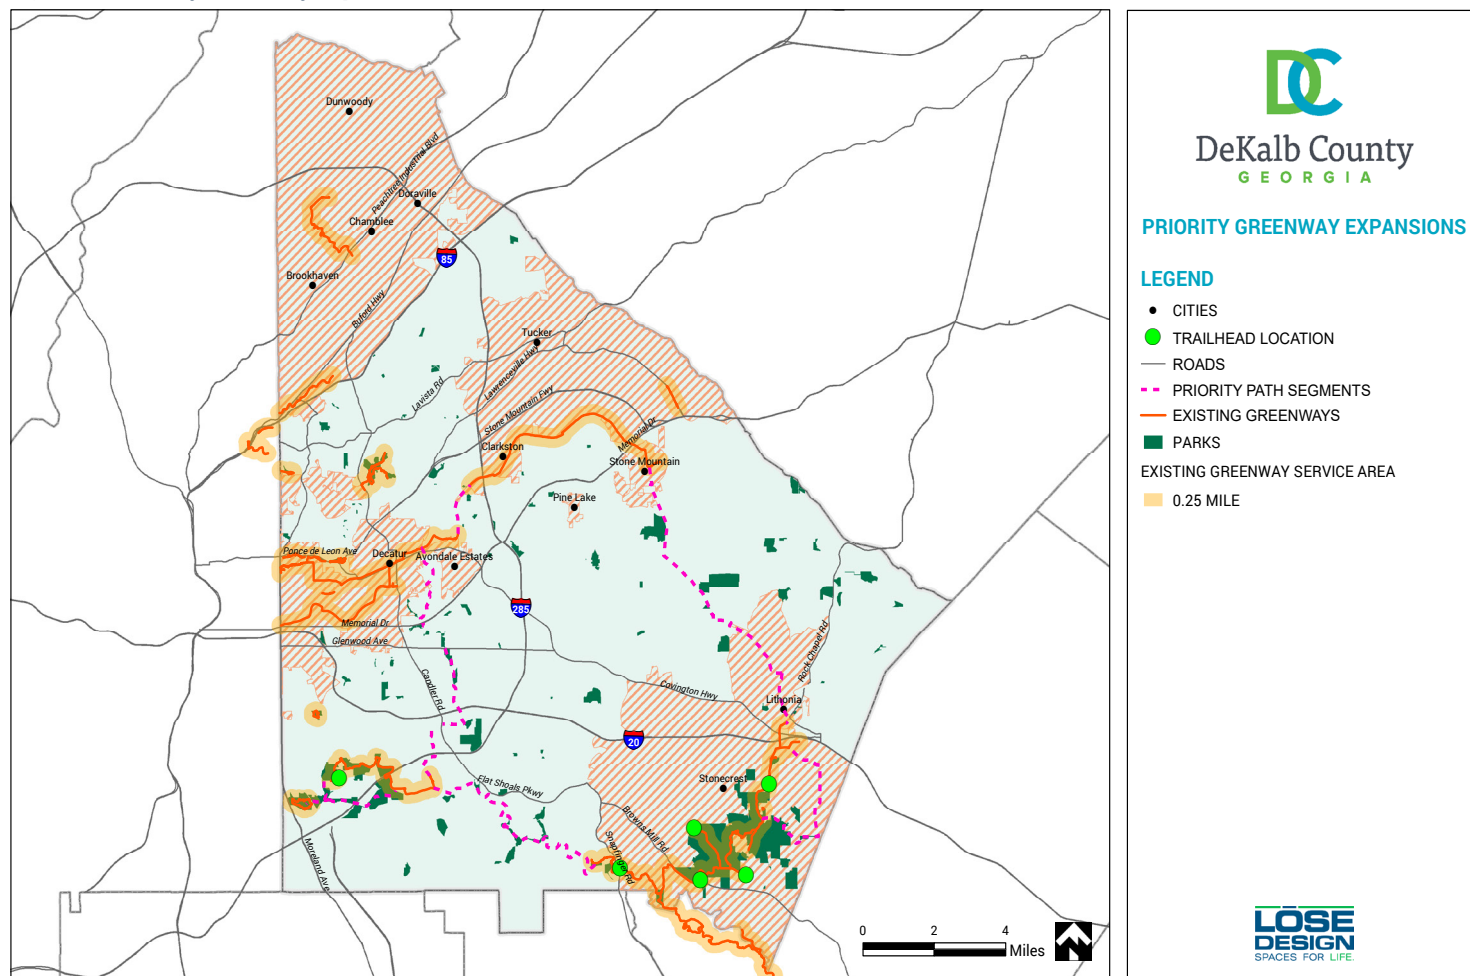 Dunwoody
Peachtree Industrial Blvd
Doraville
Chamblee
85
Brookhaven
Buford Hwy
Tucker
Lawrenceville Hwy
Lavista Rd
Stone Mountain Fwy
Memorial Dr
Clarkston
Stone Mountain
Pine Lake
Ponce de Leon Ave
Decatur
Avondale Estates
285
Memorial Dr
Glenwood Ave
Rock Chapel Rd
Candler Rd
Covington Hwy
Lithonia
20
Stonecrest
Flat Shoals Pkwy
Browns Mill Rd
Snapfinger Rd
Moreland Ave
0 2 4
Miles
DC
DeKalb County
GEORGIA
PRIORITY GREENWAY EXPANSIONS
LEGEND
CITIES
TRAILHEAD LOCATION
ROADS
PRIORITY PATH SEGMENTS
EXISTING GREENWAYS
PARKS
EXISTING GREENWAY SERVICE AREA
0.25 MILE
LŌSE
DESIGN
SPACES FOR LIFE.